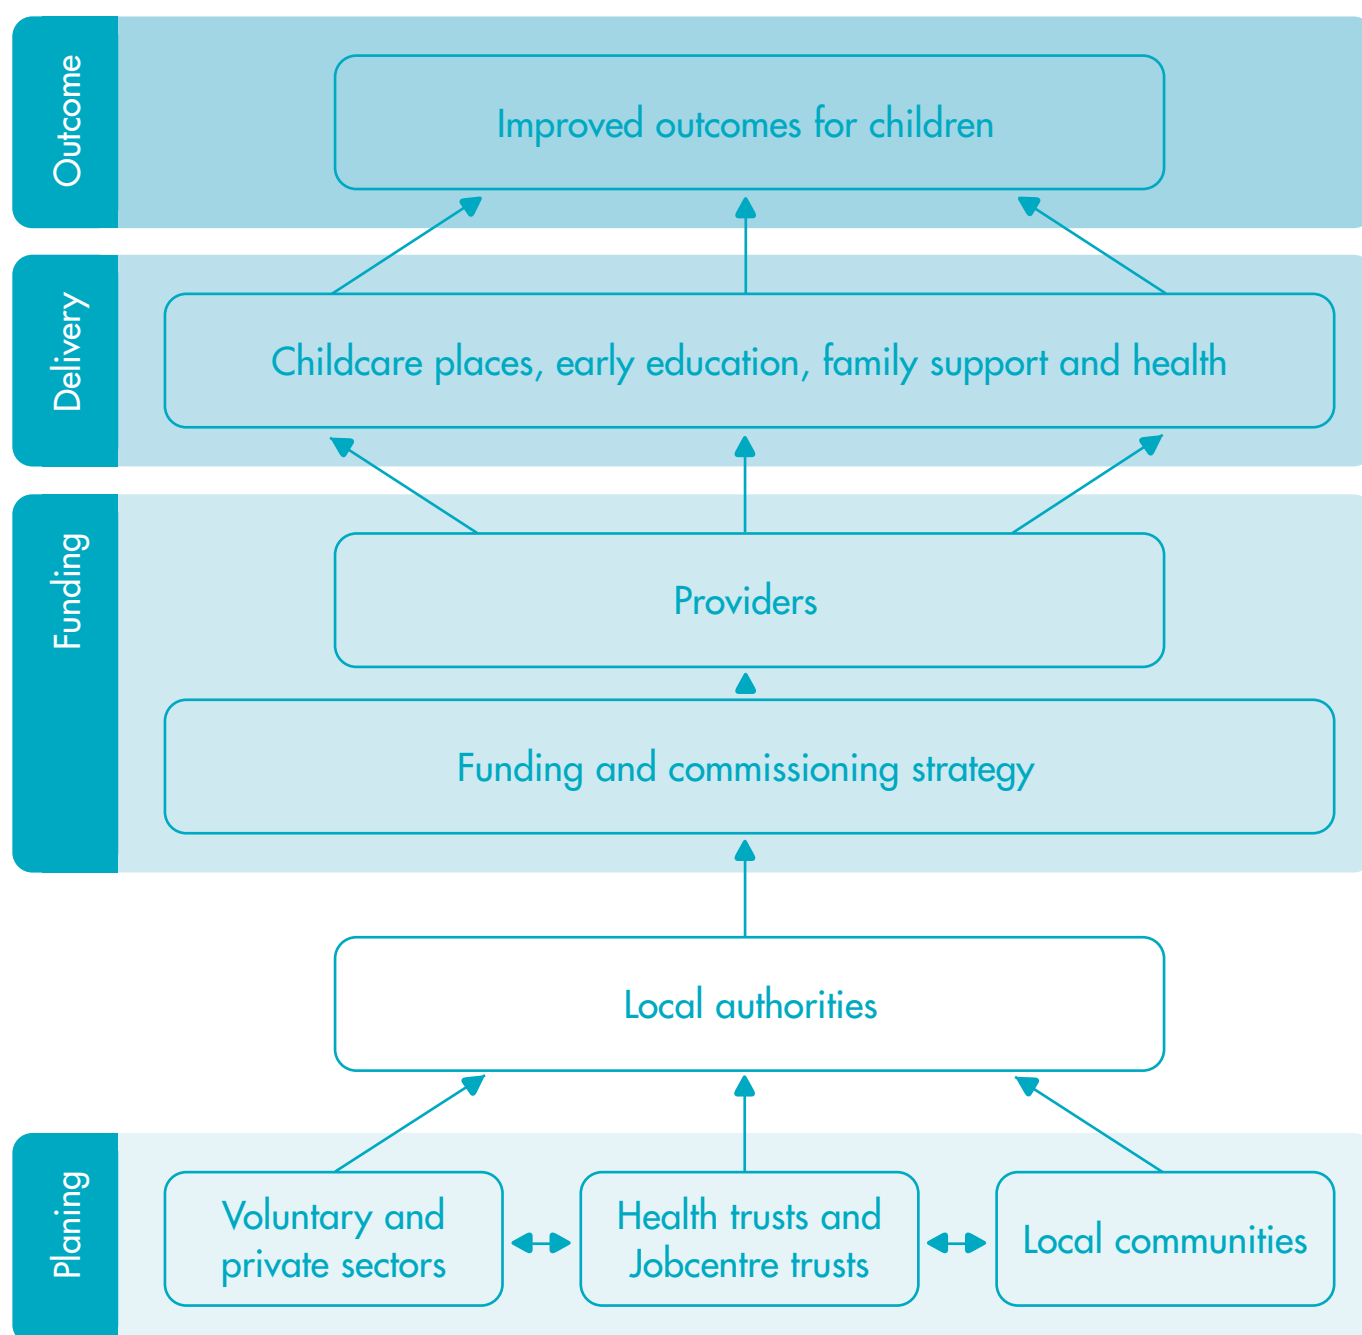 Outcome
Improved outcomes for children
Delivery
Childcare places, early education, family support and health
Funding
Providers
Funding and commissioning strategy
Local authorities
Planing
Voluntary and
private sectors
Health trusts and
Jobcentre trusts
Local communities